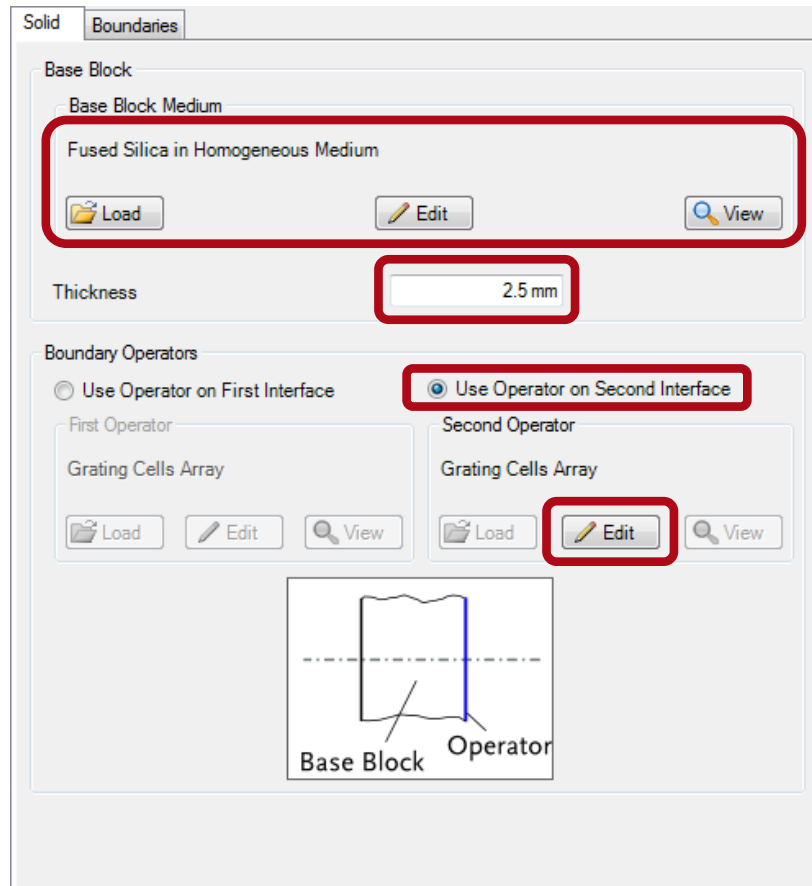 Solid Boundaries
Base Block
Base Block Medium
Fused Silica in Homogeneous Medium
Load Edit View
Thickness 2.5 mm
Boundary Operators
Use Operator on First Interface Use Operator on Second Interface
First Operator Second Operator
Grating Cells Array Grating Cells Array
Load Edit View Load Edit View
Base Block Operator